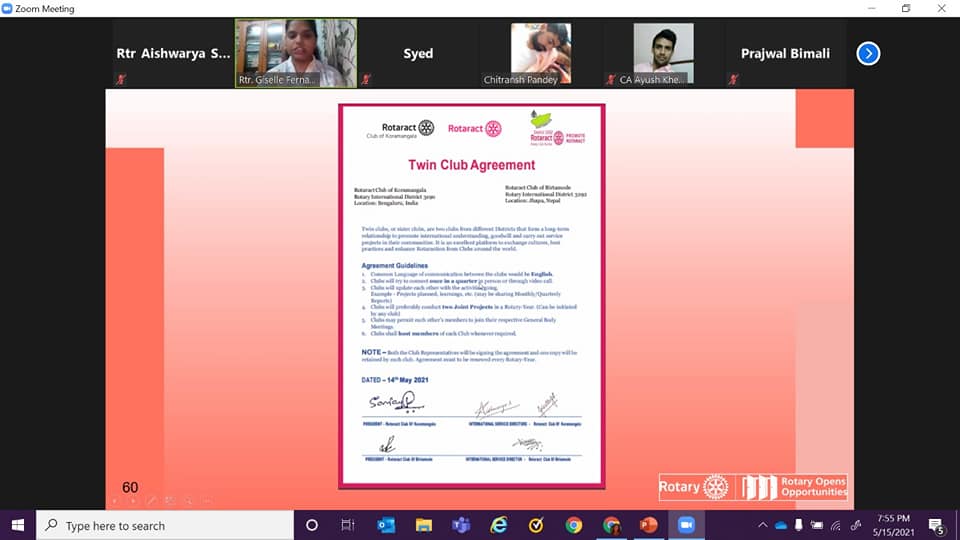 Zoom Meeting
Rtr Aishwarya S...
Rtr. Giselle Ferna...
Syed
Chitransh Pandey
CA Ayush Khe...
Prajwal Bimali
Rotaract
Club of Koramangala
Rotaract
Rotaract
PROMOTE
ROTARACT
Twin Club Agreement
Rotaract Club of Koramangala
Rotary International District 3190
Location: Bengaluru, India
Rotaract Club of Birtamode
Rotary International District 3292
Location: Jhapa, Nepal
Twin clubs, or sister clubs, are two clubs from different Districts that form a long-term
relationship to promote international understanding, goodwill and carry out service
projects in their communities. It is an excellent platform to exchange cultures, best
practices and enhance Rotaraction from Clubs around the world.
Agreement Guidelines
1. Common Language of communication between the clubs would be English.
2. Clubs will try to connect once in a quarter in person or through video call.
3. Clubs will update each other with the activities going.
Example - Projects planned, learnings, etc. (may be sharing Monthly/Quarterly
Reports)
4. Clubs will preferably conduct two Joint Projects in a Rotary-Year. (Can be initiated
by any club)
5. Clubs may permit each other's members to join their respective General Body
Meetings.
6. Clubs shall host members of each Club whenever required.
NOTE – Both the Club Representatives will be signing the agreement and one copy will be
retained by each club. Agreement must to be renewed every Rotary-Year.
DATED – 14th May 2021
PRESIDENT - Rotaract Club Of Koramangala
INTERNATIONAL SERVICE DIRECTORS - Rotaract Club Of Koramangala
PRESIDENT - Rotaract Club Of Birtamode
INTERNATIONAL SERVICE DIRECTOR - Rotaract Club Of Birtamode
60
Rotary
Rotary Opens
Opportunities
Type here to search
7:55 PM
5/15/2021
5